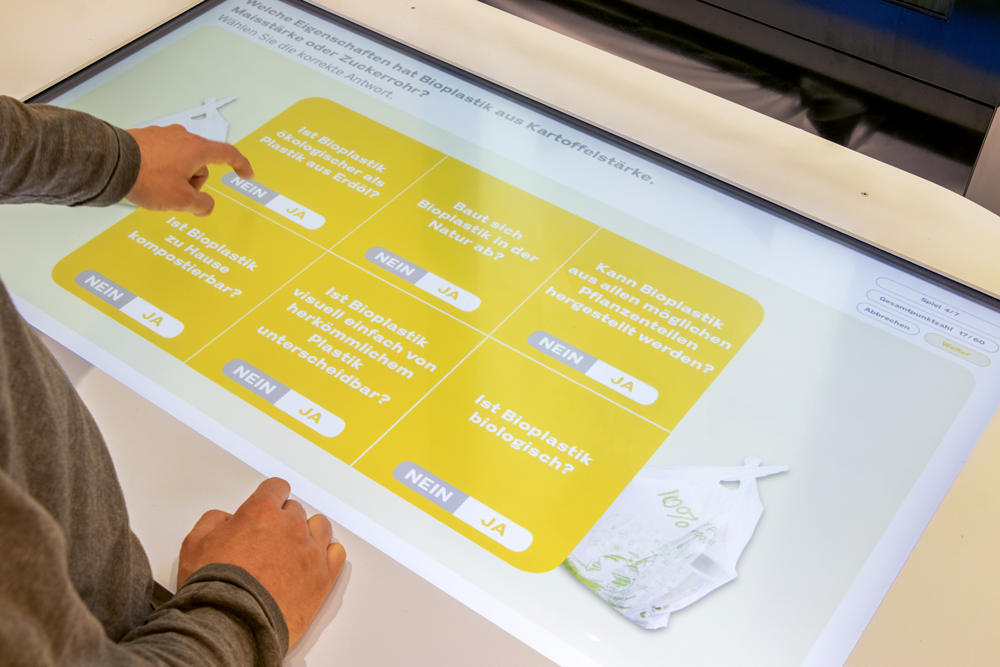 Welche Eigenschaften hat Bioplastik aus Kartoffelstärke,
Maisstärke oder Zuckerrohr?
Wählen Sie die korrekte Antwort.
Ist Bioplastik
ökologischer als
Plastik aus Erdöl?
NEIN JA
Baut sich
Bioplastik in der
Natur ab?
NEIN JA
Kann Bioplastik
aus allen möglichen
Pflanzenteilen
hergestellt werden?
NEIN JA
Ist Bioplastik
zu Hause
kompostierbar?
NEIN JA
Ist Bioplastik
visuell einfach von
herkönmlichem
Plastik
unterscheidbar?
NEIN JA
Ist Bioplastik
biologisch?
NEIN JA
Spiel 4/7
Gesamtpunktzahl 17/60
Abbrechen
Weiter
100%